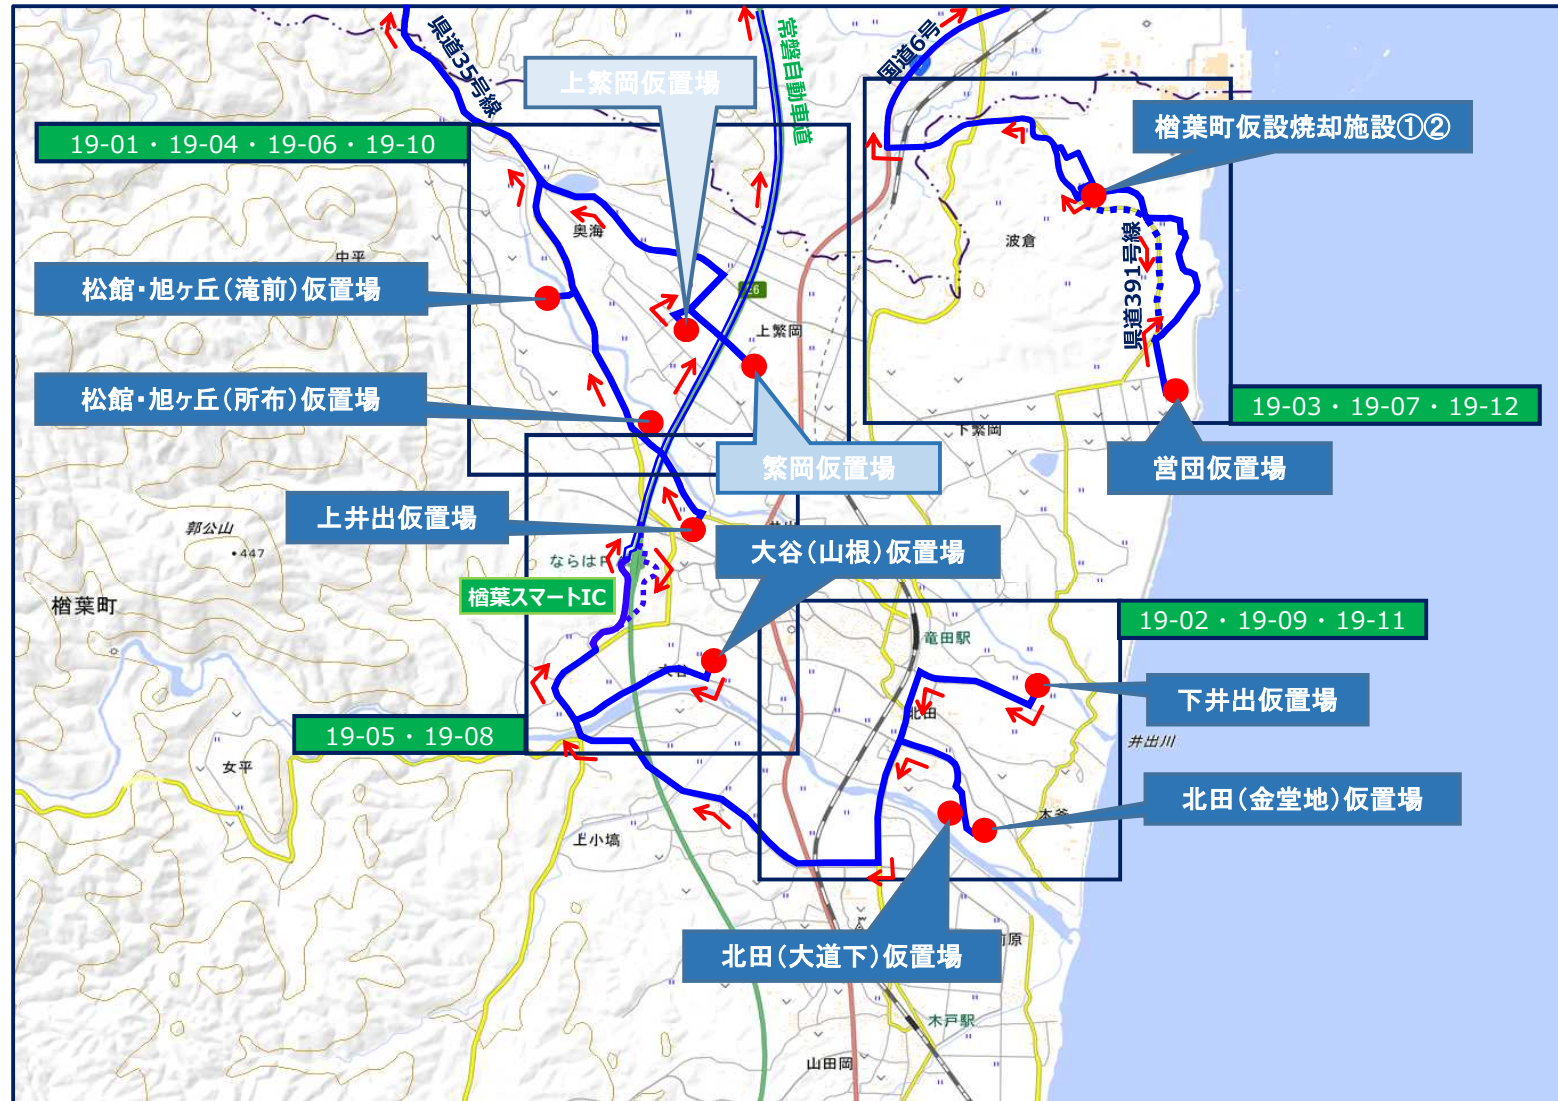 県道35号線
常磐自動車道
国道6号
上繁岡仮置場
楢葉町仮設焼却施設①②
19-01・19-04・19-06・19-10
奥海
波倉
中平
県道391号線
松館・旭ヶ丘(滝前)仮置場
E6
上繁岡
松館・旭ヶ丘(所布)仮置場
19-03・19-07・19-12
下繁岡
繁岡仮置場
営団仮置場
上井出仮置場
郭公山
・447
大谷(山根)仮置場
ならはP
楢葉スマートIC
楢葉町
19-02・19-09・19-11
竜田駅
大谷
下井出仮置場
北田
19-05・19-08
井出川
女平
北田(金堂地)仮置場
木釜
上小塙
北田(大道下)仮置場
原
木戸駅
山田岡